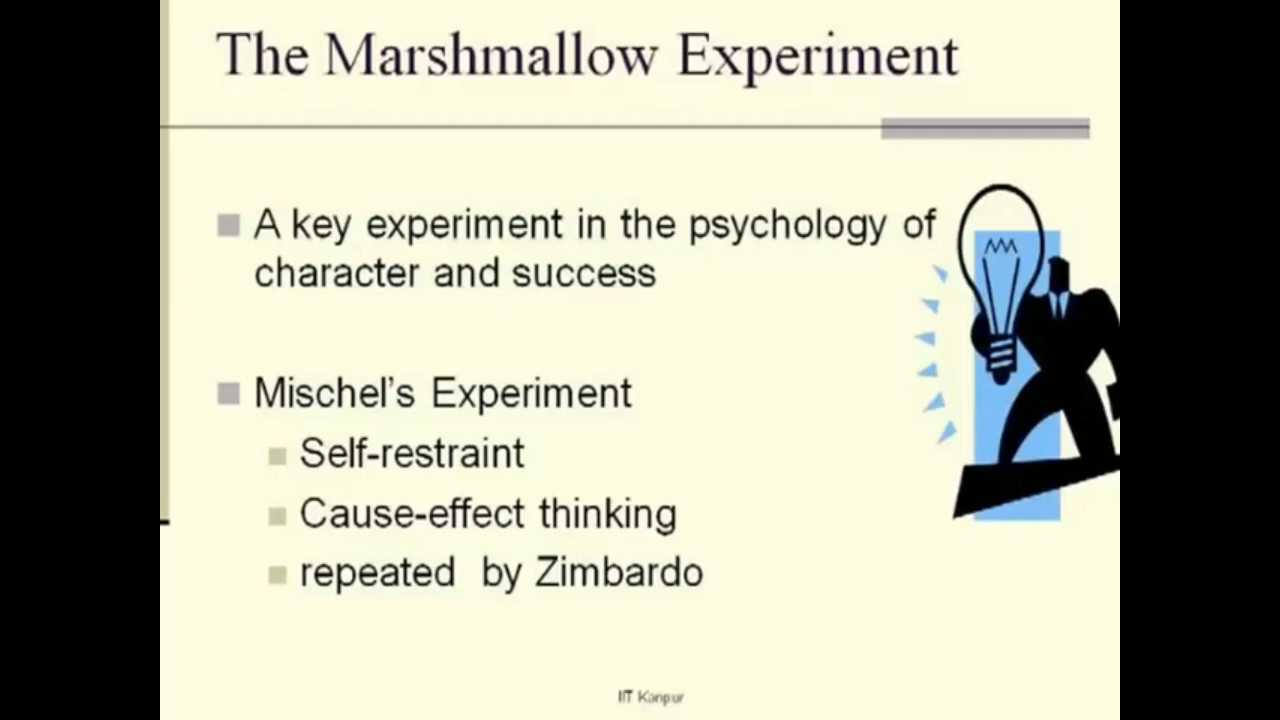 The Marshmallow Experiment
A key experiment in the psychology of
character and success
Mischel's Experiment
Self-restraint
Cause-effect thinking
repeated by Zimbardo
IIT Kanpur